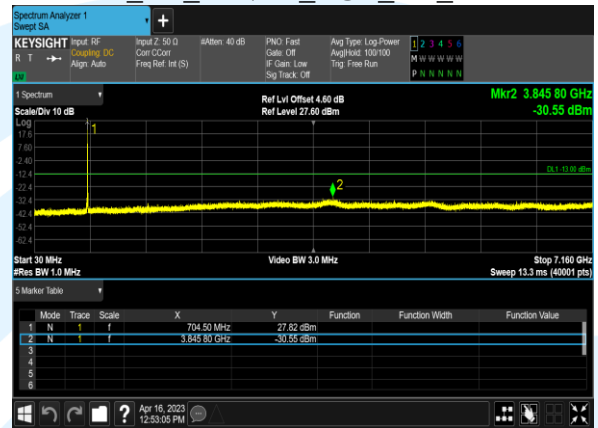 Spectrum Analyzer 1
Swept SA
KEYSIGHT
R T
LV
Input: RF
Coupling: DC
Align: Auto
Input Z: 50 Ω
Corr CCorr
Freq Ref: Int (S)
#Atten: 40 dB
PNO: Fast
Gate: Off
IF Gain: Low
Sig Track: Off
Avg Type: Log-Power
Avg|Hold: 100/100
Trig: Free Run
1 2 3 4 5 6
M W W W W W
P N N N N N
1 Spectrum
Scale/Div 10 dB
Ref Lvl Offset 4.60 dB
Ref Level 27.60 dBm
Mkr2 3.845 80 GHz
-30.55 dBm
Log
17.6
7.60
-2.40
-12.4
-22.4
-32.4
-42.4
-52.4
-62.4
1
2
DL1 -13.00 dBm
Start 30 MHz
#Res BW 1.0 MHz
Video BW 3.0 MHz
Stop 7.160 GHz
Sweep 13.3 ms (40001 pts)
5 Marker Table
Mode Trace Scale X Y Function Function Width Function Value
1 N 1 f 704.50 MHz 27.82 dBm
2 N 1 f 3.845 80 GHz -30.55 dBm
3
4
5
6
?
Apr 16, 2023
12:53:05 PM